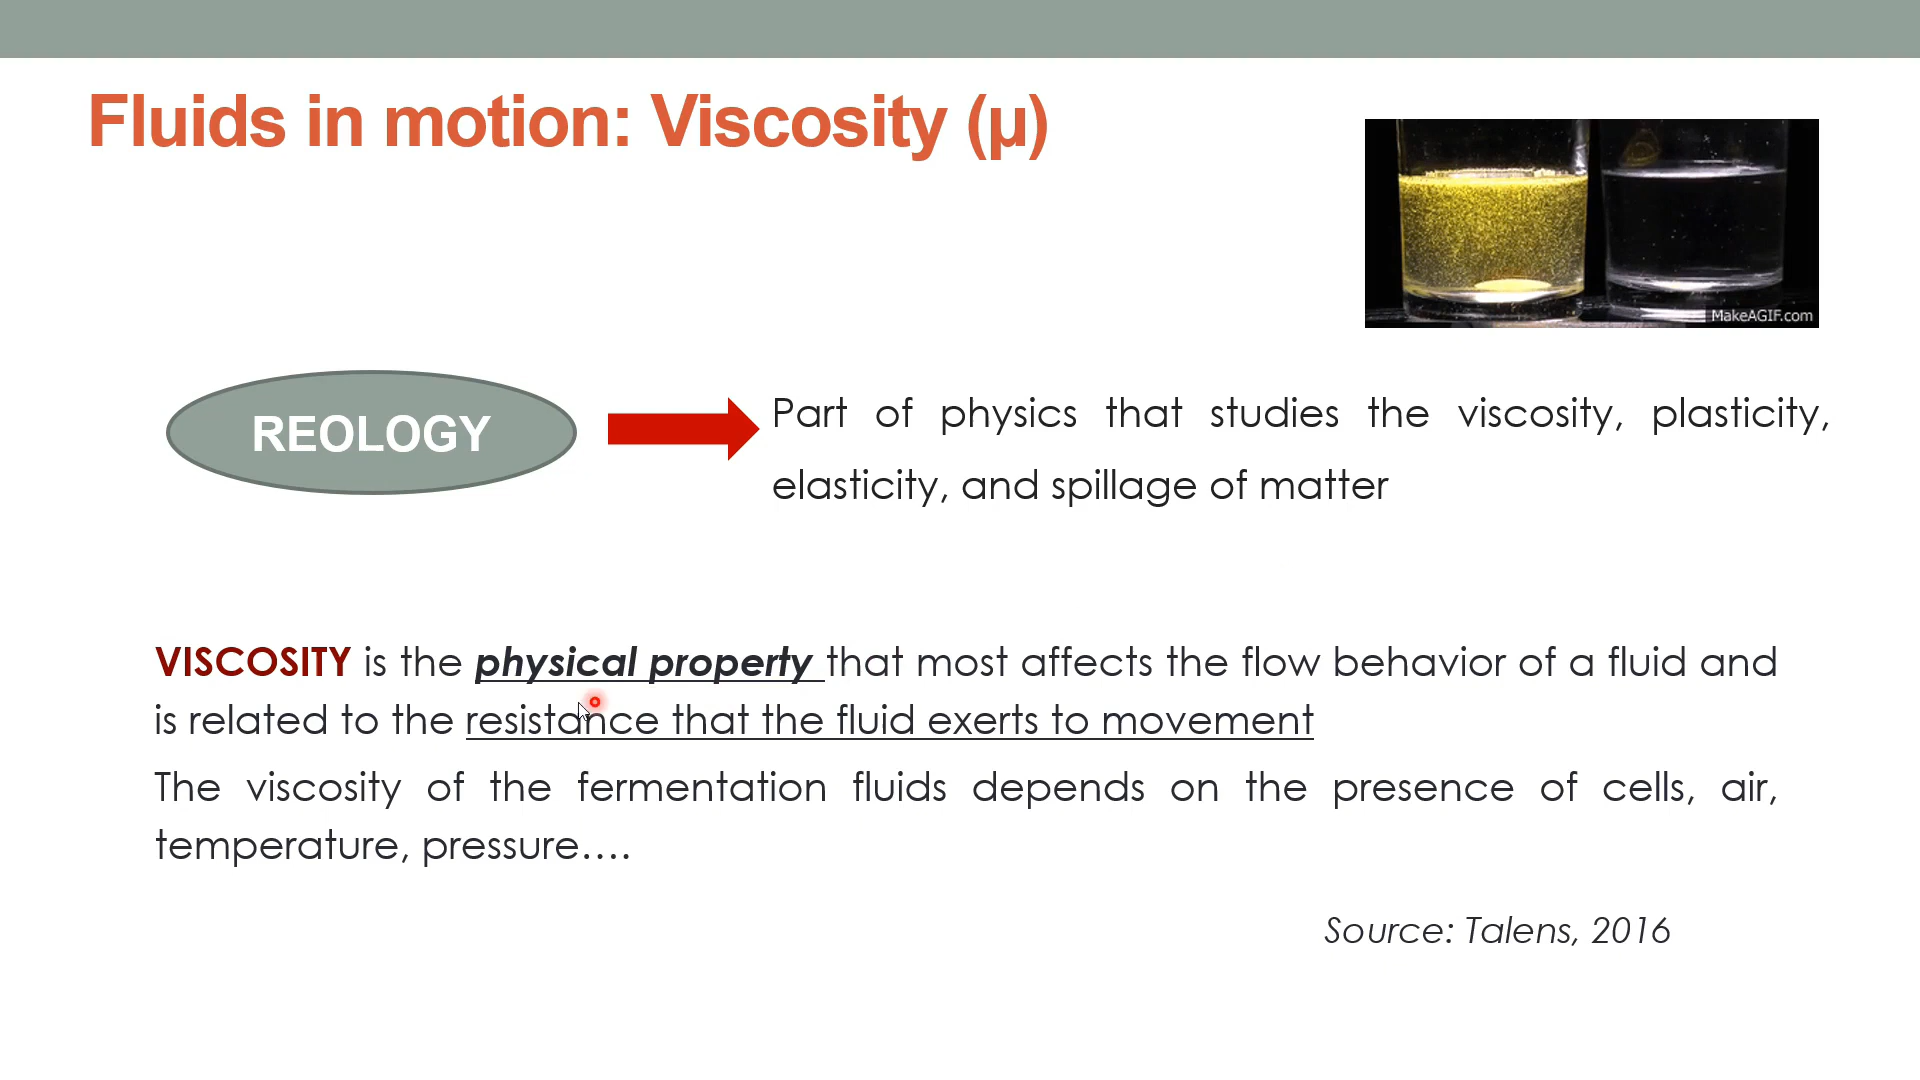 Fluids in motion: Viscosity (µ)
MakeAGIF.com
REOLOGY
Part of physics that studies the viscosity, plasticity,
elasticity, and spillage of matter
VISCOSITY is the physical property that most affects the flow behavior of a fluid and
is related to the resistance that the fluid exerts to movement
The viscosity of the fermentation fluids depends on the presence of cells, air,
temperature, pressure….
Source: Talens, 2016